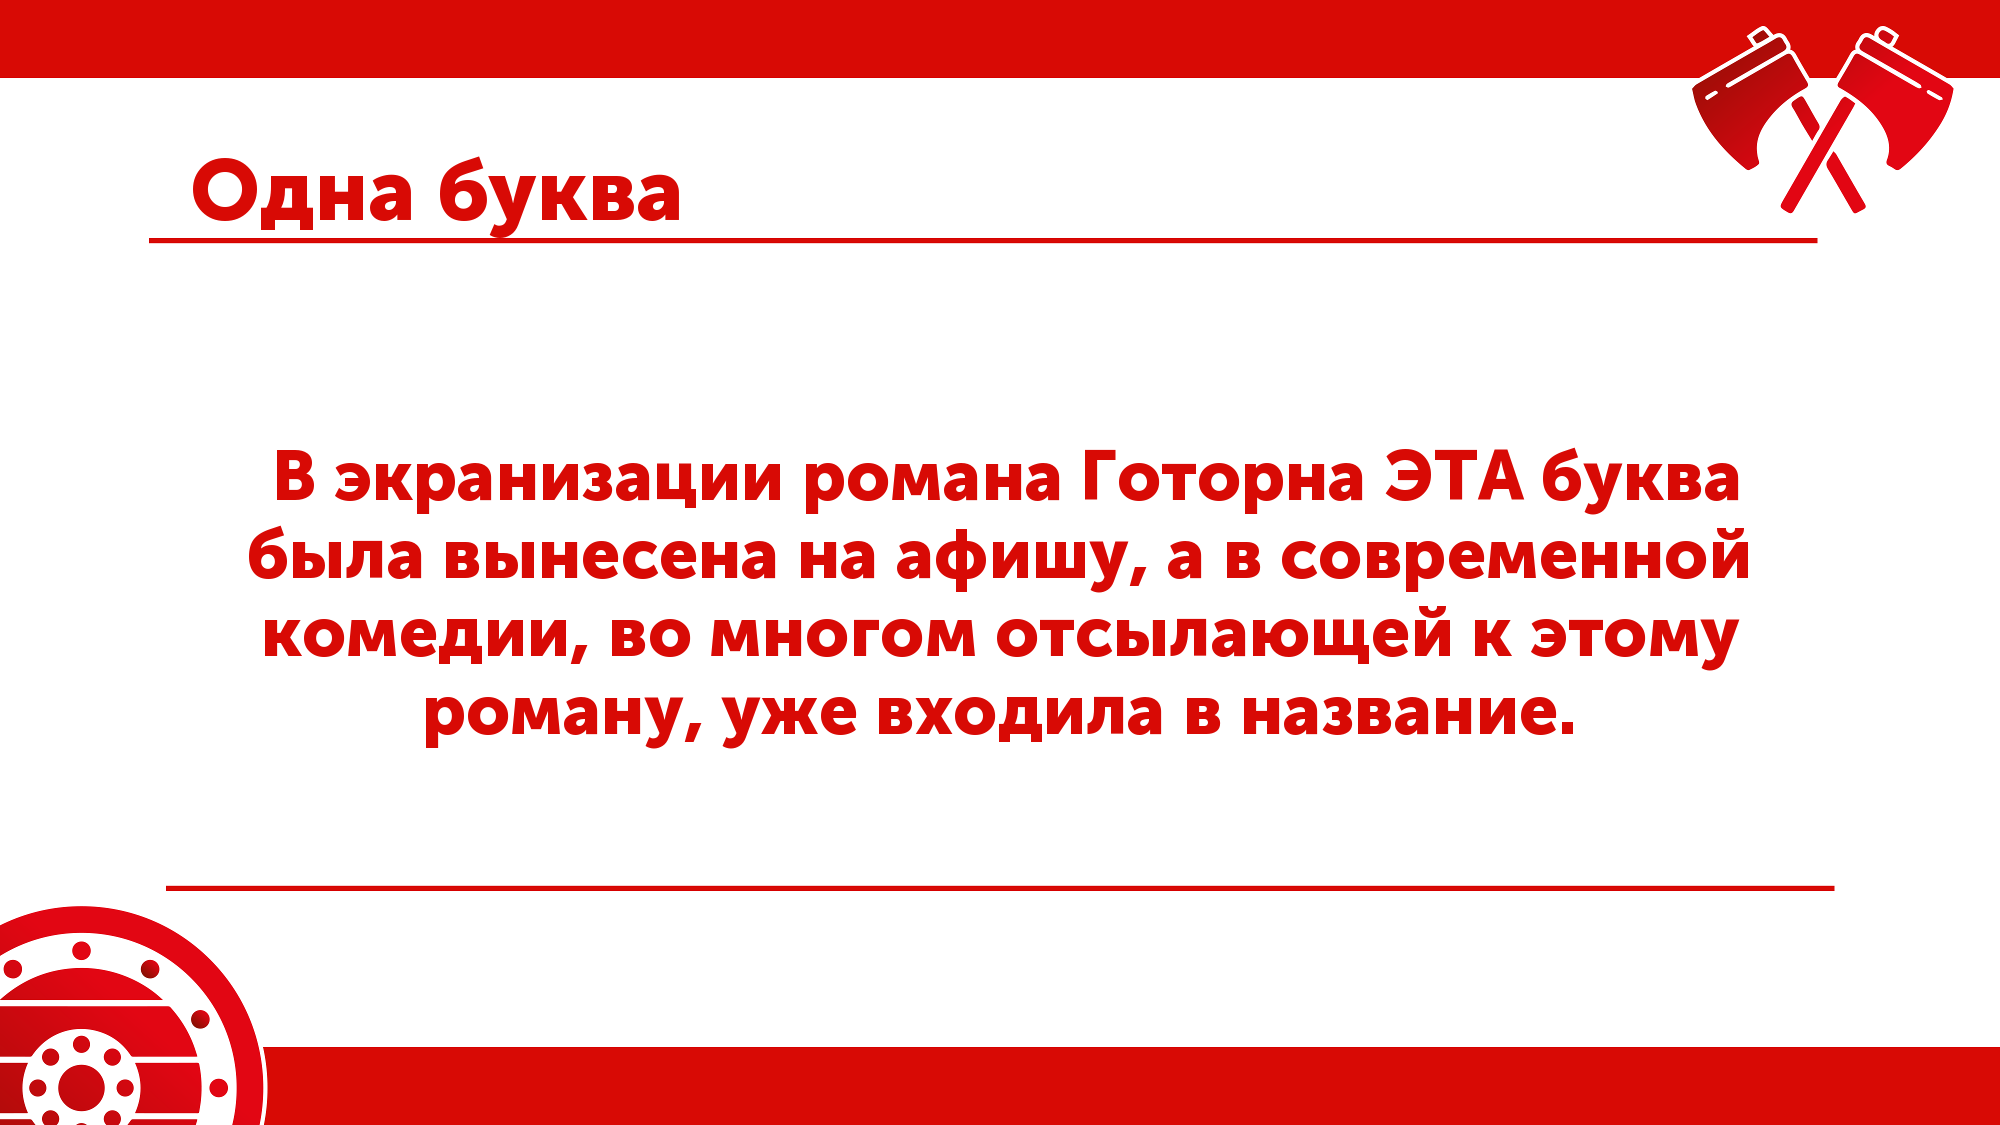 Одна буква
В экранизации романа Готорна ЭТА буква
была вынесена на афишу, а в современной
комедии, во многом отсылающей к этому
роману, уже входила в название.